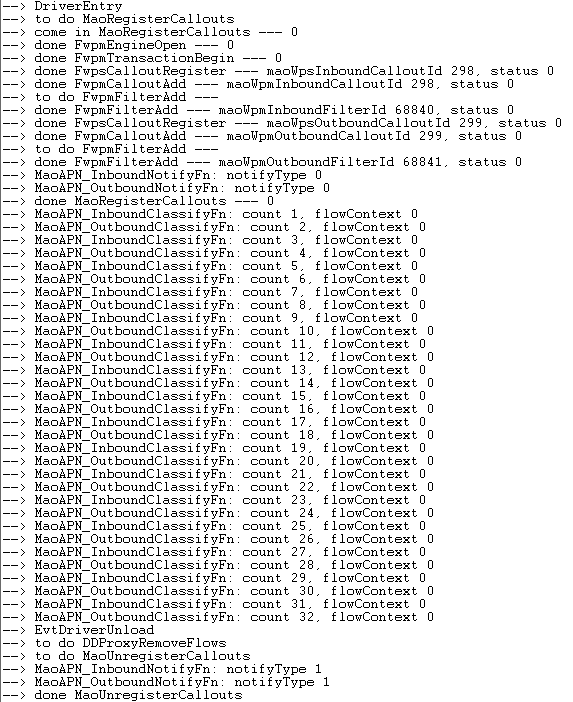 --> DriverEntry
--> to do MaoRegisterCallouts
--> come in MaoRegisterCallouts --- 0
--> done FwpmEngineOpen --- 0
--> done FwpmTransactionBegin --- 0
--> done FwpsCalloutRegister --- maoWpsInboundCalloutId 298, status 0
--> done FwpmCalloutAdd --- maoWpmInboundCalloutId 298, status 0
--> to do FwpmFilterAdd ---
--> done FwpmFilterAdd --- maoWpmInboundFilterId 68840, status 0
--> done FwpsCalloutRegister --- maoWpsOutboundCalloutId 299, status 0
--> done FwpmCalloutAdd --- maoWpmOutboundCalloutId 299, status 0
--> to do FwpmFilterAdd ---
--> done FwpmFilterAdd --- maoWpmOutboundFilterId 68841, status 0
--> MaoAPN_InboundNotifyFn: notifyType 0
--> MaoAPN_OutboundNotifyFn: notifyType 0
--> done MaoRegisterCallouts --- 0
--> MaoAPN_InboundClassifyFn: count 1, flowContext 0
--> MaoAPN_OutboundClassifyFn: count 2, flowContext 0
--> MaoAPN_InboundClassifyFn: count 3, flowContext 0
--> MaoAPN_OutboundClassifyFn: count 4, flowContext 0
--> MaoAPN_InboundClassifyFn: count 5, flowContext 0
--> MaoAPN_OutboundClassifyFn: count 6, flowContext 0
--> MaoAPN_InboundClassifyFn: count 7, flowContext 0
--> MaoAPN_OutboundClassifyFn: count 8, flowContext 0
--> MaoAPN_InboundClassifyFn: count 9, flowContext 0
--> MaoAPN_OutboundClassifyFn: count 10, flowContext 0
--> MaoAPN_InboundClassifyFn: count 11, flowContext 0
--> MaoAPN_OutboundClassifyFn: count 12, flowContext 0
--> MaoAPN_InboundClassifyFn: count 13, flowContext 0
--> MaoAPN_OutboundClassifyFn: count 14, flowContext 0
--> MaoAPN_InboundClassifyFn: count 15, flowContext 0
--> MaoAPN_OutboundClassifyFn: count 16, flowContext 0
--> MaoAPN_InboundClassifyFn: count 17, flowContext 0
--> MaoAPN_OutboundClassifyFn: count 18, flowContext 0
--> MaoAPN_InboundClassifyFn: count 19, flowContext 0
--> MaoAPN_OutboundClassifyFn: count 20, flowContext 0
--> MaoAPN_InboundClassifyFn: count 21, flowContext 0
--> MaoAPN_OutboundClassifyFn: count 22, flowContext 0
--> MaoAPN_InboundClassifyFn: count 23, flowContext 0
--> MaoAPN_OutboundClassifyFn: count 24, flowContext 0
--> MaoAPN_InboundClassifyFn: count 25, flowContext 0
--> MaoAPN_OutboundClassifyFn: count 26, flowContext 0
--> MaoAPN_InboundClassifyFn: count 27, flowContext 0
--> MaoAPN_OutboundClassifyFn: count 28, flowContext 0
--> MaoAPN_InboundClassifyFn: count 29, flowContext 0
--> MaoAPN_OutboundClassifyFn: count 30, flowContext 0
--> MaoAPN_InboundClassifyFn: count 31, flowContext 0
--> MaoAPN_OutboundClassifyFn: count 32, flowContext 0
--> EvtDriverUnload
--> to do DDProxyRemoveFlows
--> to do MaoUnregisterCallouts
--> MaoAPN_InboundNotifyFn: notifyType 1
--> MaoAPN_OutboundNotifyFn: notifyType 1
--> done MaoUnregisterCallouts